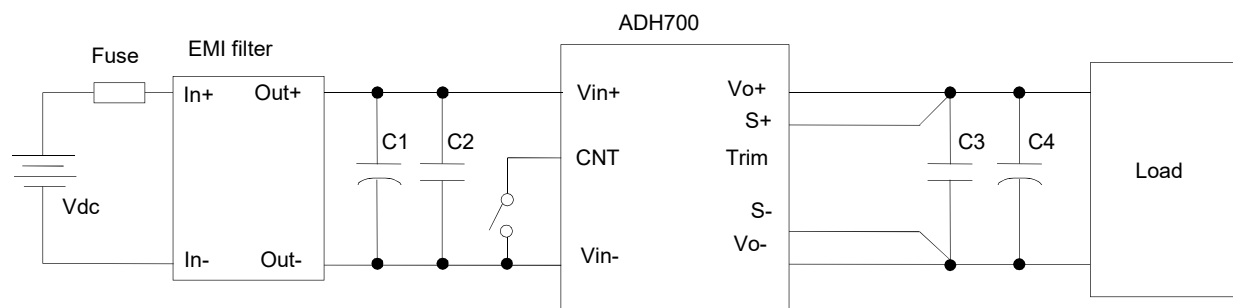 ADH700
Fuse
EMI filter
In+
Out+
Vin+
Vo+
S+
C1
C2
CNT
Trim
C3
C4
Load
Vdc
S-
Vo-
In-
Out-
Vin-